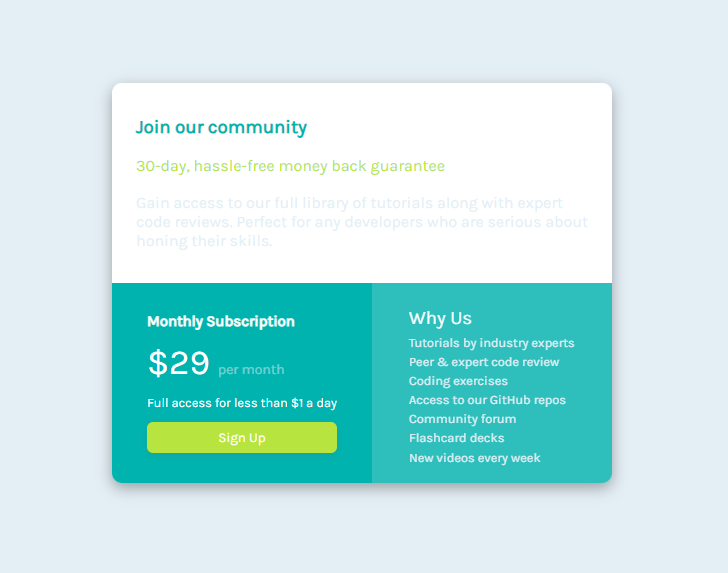 Join our community
30-day, hassle-free money back guarantee
Gain access to our full library of tutorials along with expert
code reviews. Perfect for any developers who are serious about
honing their skills.
Monthly Subscription
$29 per month
Full access for less than $1 a day
Sign Up
Why Us
Tutorials by industry experts
Peer & expert code review
Coding exercises
Access to our GitHub repos
Community forum
Flashcard decks
New videos every week